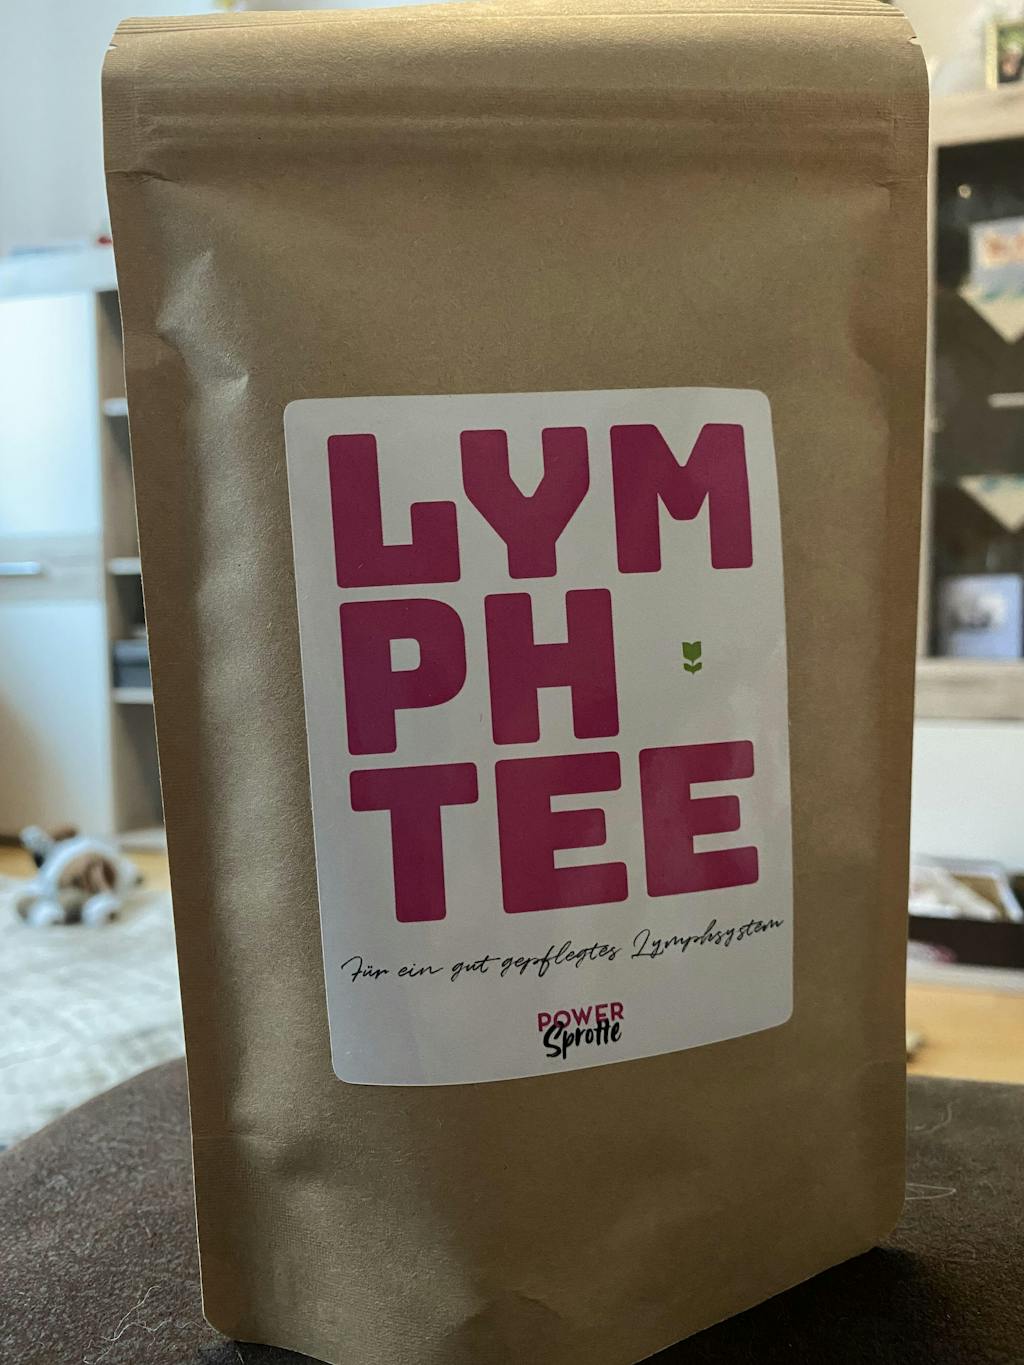 LYM
PH
TEE
Für ein gut gepflegtes Lymphsystem
POWER
Sprotte